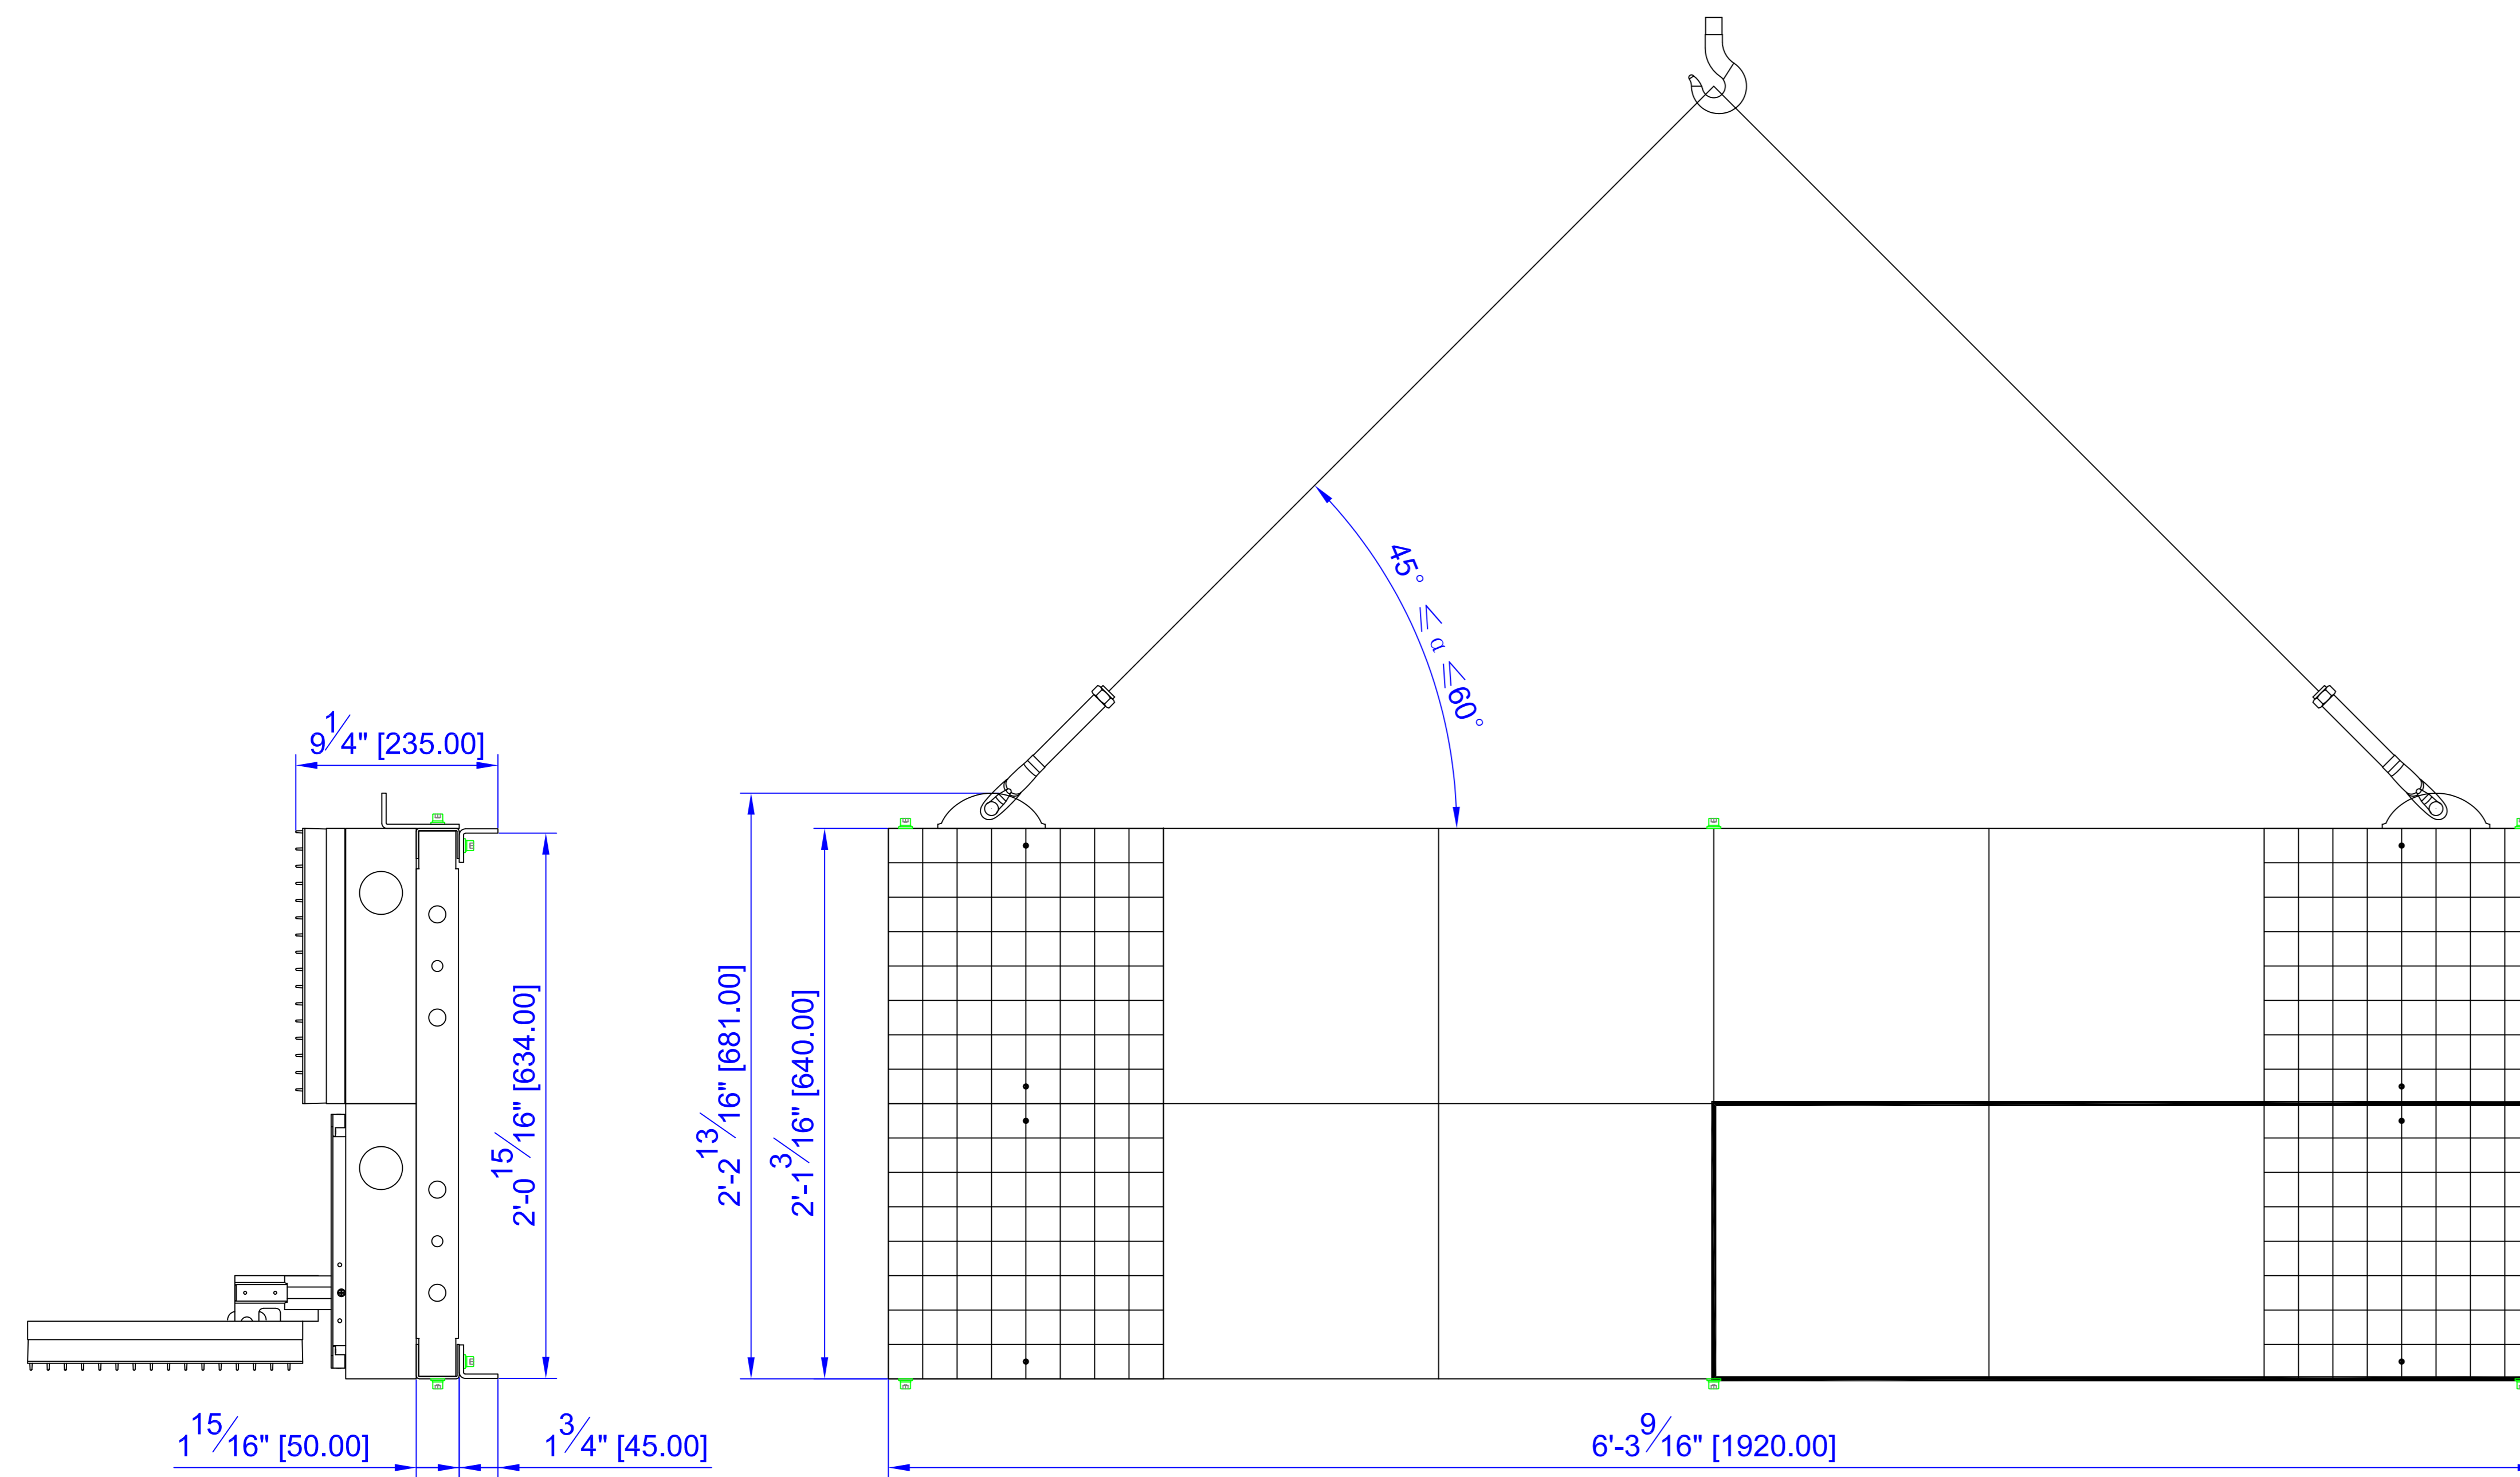 45° ≤ α ≤60°
9 1/4" [235.00]
2'-0 15/16" [634.00]
2'-2 13/16" [681.00]
2'-1 3/16" [640.00]
1 15/16" [50.00]
1 3/4" [45.00]
6'-3 9/16" [1920.00]